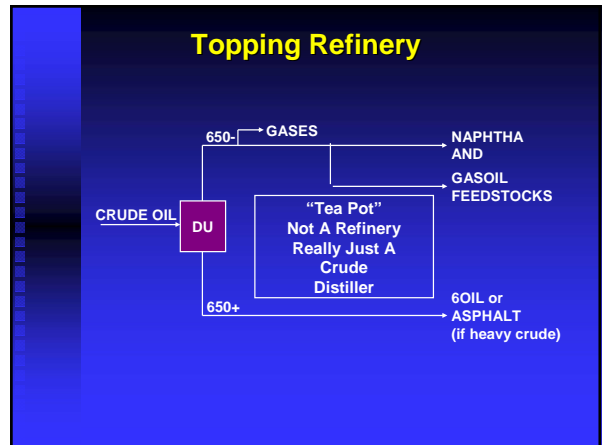 Topping Refinery
650-
GASES
NAPHTHA
AND
GASOIL
FEEDSTOCKS
CRUDE OIL
DU
“Tea Pot”
Not A Refinery
Really Just A
Crude
Distiller
650+
6OIL or
ASPHALT
(if heavy crude)